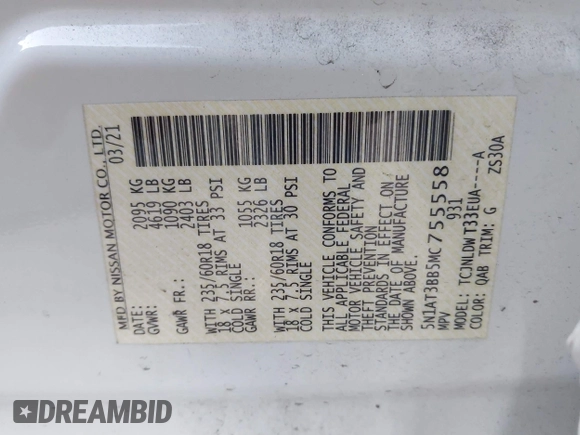 MFD BY NISSAN MOTOR CO., LTD.
03/21
GVWR: 2095 KG
4619 LB
GAWR FR: 1090 KG
2403 LB
WITH 235/60R18 TIRES
18 X 7.5 RIMS AT 33 PSI
COLD SINGLE
GAWR RR: 1055 KG
2326 LB
WITH 235/60R18 TIRES
18 X 7.5 RIMS AT 30 PSI
COLD SINGLE
THIS VEHICLE CONFORMS TO
ALL APPLICABLE FEDERAL
MOTOR VEHICLE SAFETY AND
THEFT PREVENTION
STANDARDS IN EFFECT ON
THE DATE OF MANUFACTURE
SHOWN ABOVE.
5N1AT3BB5MC755558
MPV 931
MODEL: TCJNLDWT33EUA----A
COLOR: QAB TRIM: G ZS30A
DREAMBID